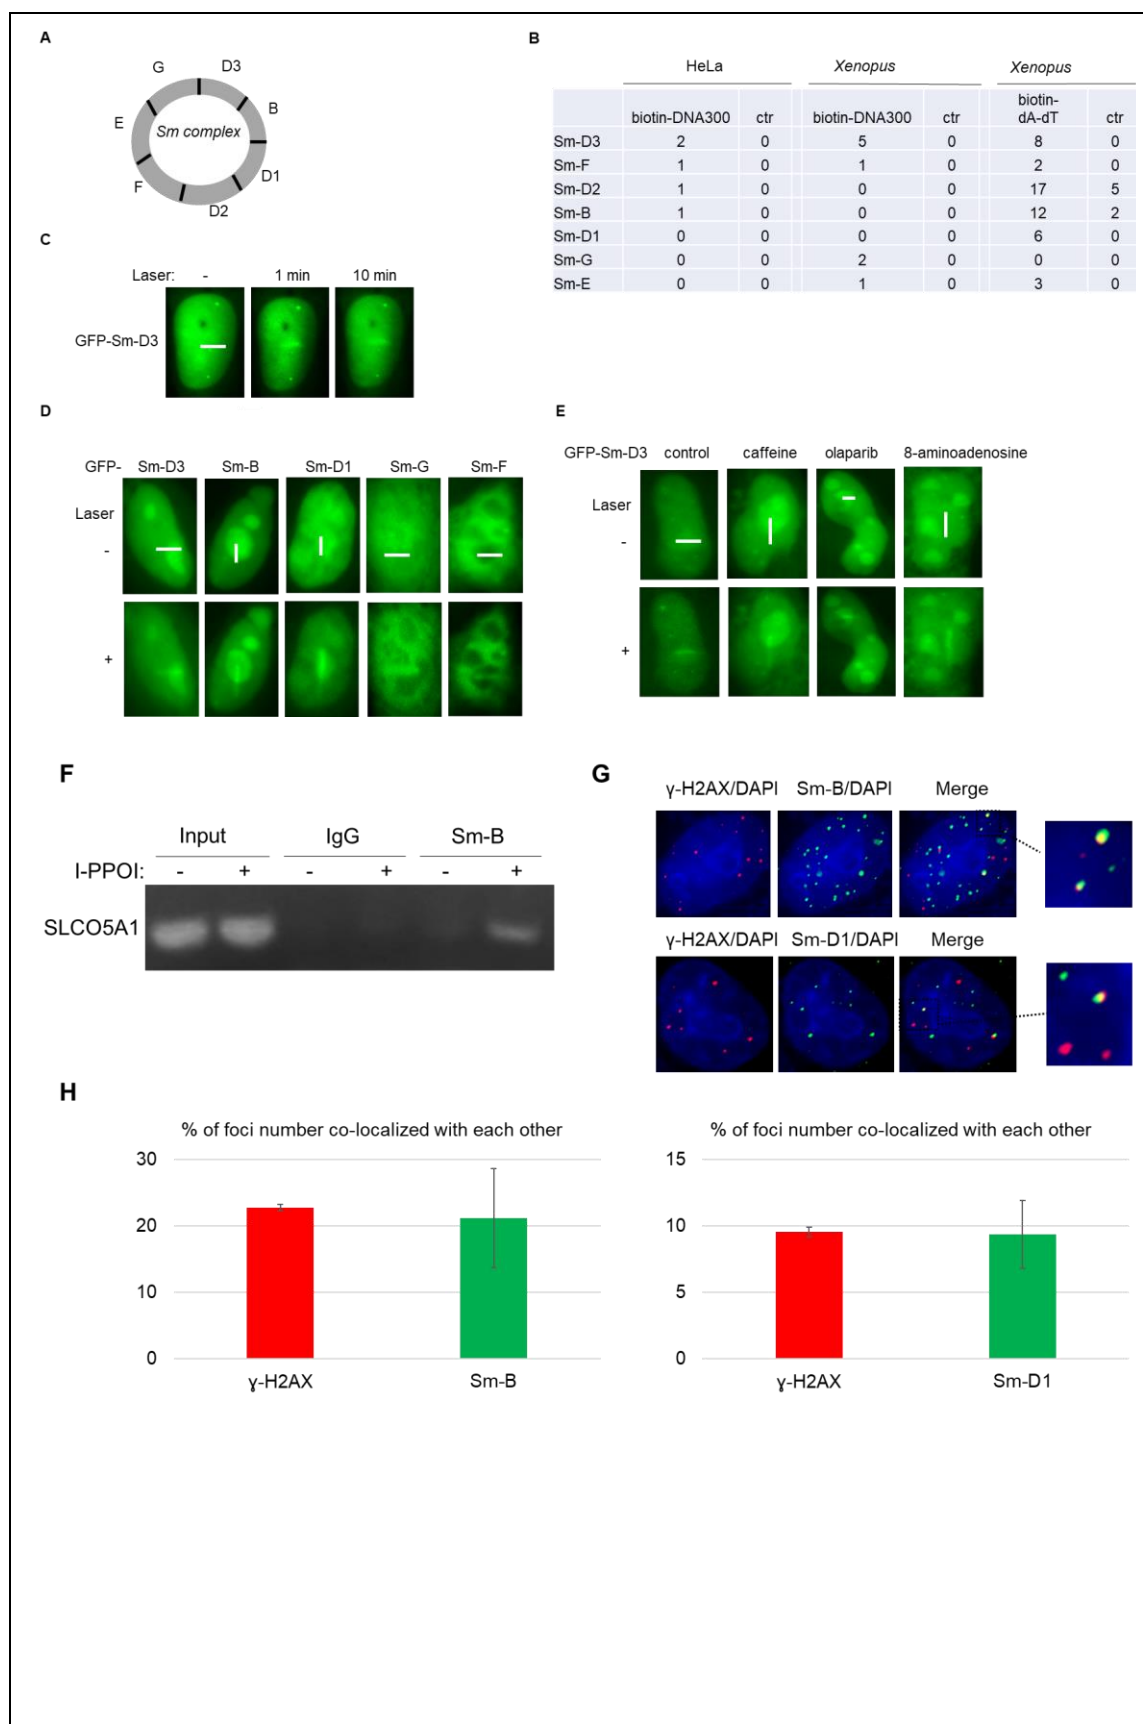 A
G
D3
B
E
Sm complex
F
D1
D2
B
HeLa Xenopus Xenopus
biotin-DNA300 ctr biotin-DNA300 ctr biotin-dA-dT ctr
Sm-D3 2 0 5 0 8 0
Sm-F 1 0 1 0 2 0
Sm-D2 1 0 0 0 17 5
Sm-B 1 0 0 0 12 2
Sm-D1 0 0 0 0 6 0
Sm-G 0 0 2 0 0 0
Sm-E 0 0 1 0 3 0
C
Laser: - 1 min 10 min
GFP-Sm-D3
D
GFP- Sm-D3 Sm-B Sm-D1 Sm-G Sm-F
Laser
-
+
E
GFP-Sm-D3 control caffeine olaparib 8-aminoadenosine
Laser
-
+
F
Input IgG Sm-B
I-PPOI: - + - + - +
SLCO5A1
G
γ-H2AX/DAPI Sm-B/DAPI Merge
γ-H2AX/DAPI Sm-D1/DAPI Merge
H
% of foci number co-localized with each other
30
20
10
0
γ-H2AX Sm-B
% of foci number co-localized with each other
15
10
5
0
γ-H2AX Sm-D1